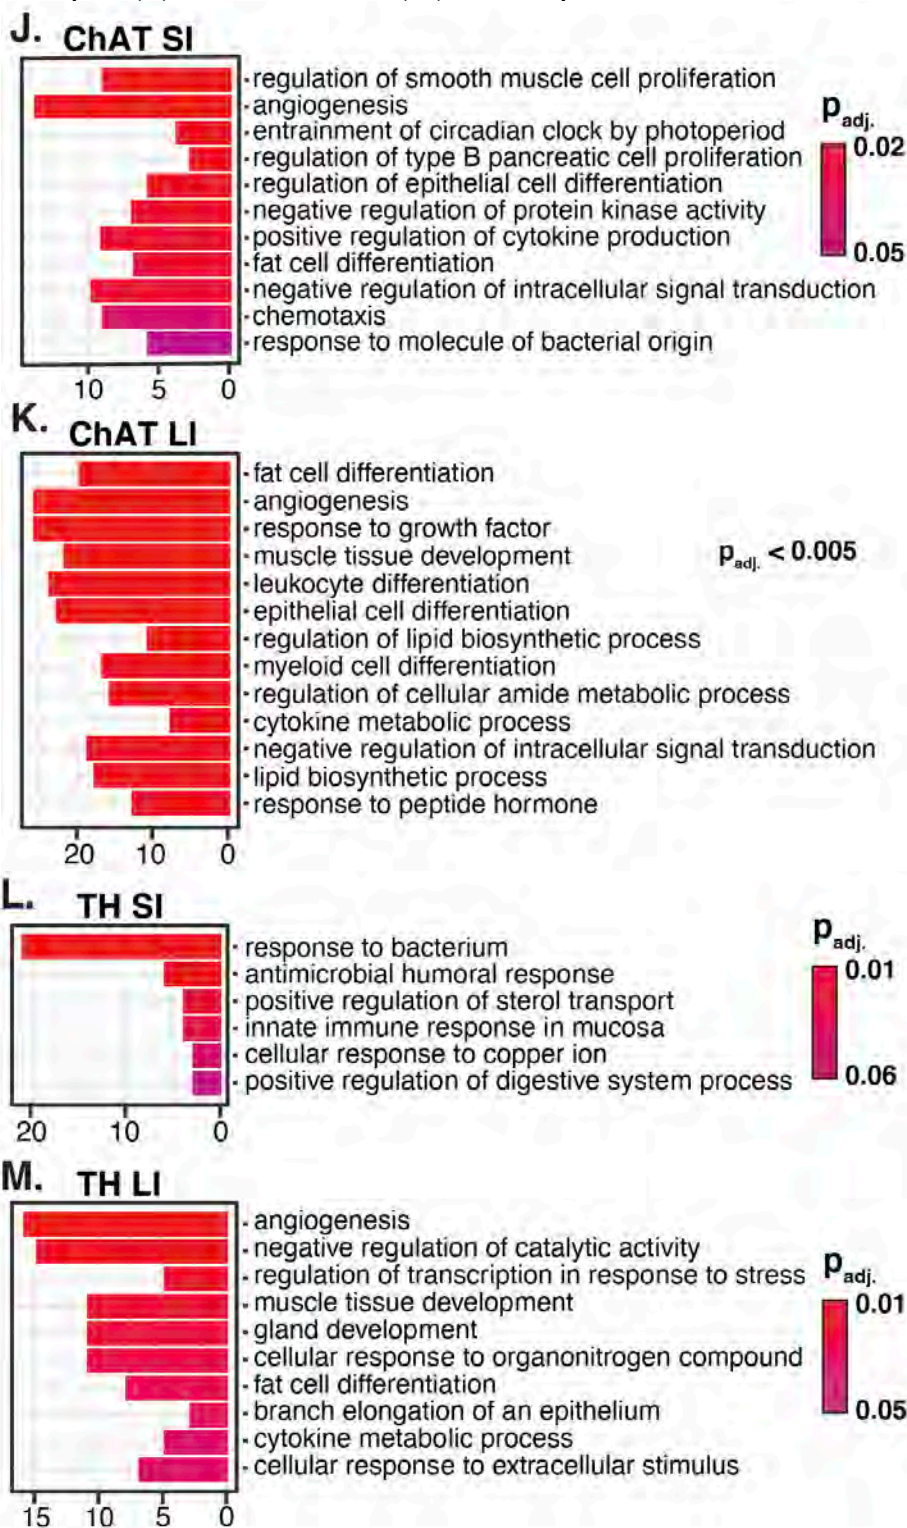 J.
ChAT SI
regulation of smooth muscle cell proliferation
angiogenesis
entrainment of circadian clock by photoperiod
regulation of type B pancreatic cell proliferation
regulation of epithelial cell differentiation
negative regulation of protein kinase activity
positive regulation of cytokine production
fat cell differentiation
negative regulation of intracellular signal transduction
chemotaxis
response to molecule of bacterial origin
10 5 0
padj.
0.02
0.05
K.
ChAT LI
fat cell differentiation
angiogenesis
response to growth factor
muscle tissue development
leukocyte differentiation
epithelial cell differentiation
regulation of lipid biosynthetic process
myeloid cell differentiation
regulation of cellular amide metabolic process
cytokine metabolic process
negative regulation of intracellular signal transduction
lipid biosynthetic process
response to peptide hormone
20 10 0
padj. < 0.005
L.
TH SI
response to bacterium
antimicrobial humoral response
positive regulation of sterol transport
innate immune response in mucosa
cellular response to copper ion
positive regulation of digestive system process
20 10 0
padj.
0.01
0.06
M.
TH LI
angiogenesis
negative regulation of catalytic activity
regulation of transcription in response to stress
muscle tissue development
gland development
cellular response to organonitrogen compound
fat cell differentiation
branch elongation of an epithelium
cytokine metabolic process
cellular response to extracellular stimulus
15 10 5 0
padj.
0.01
0.05